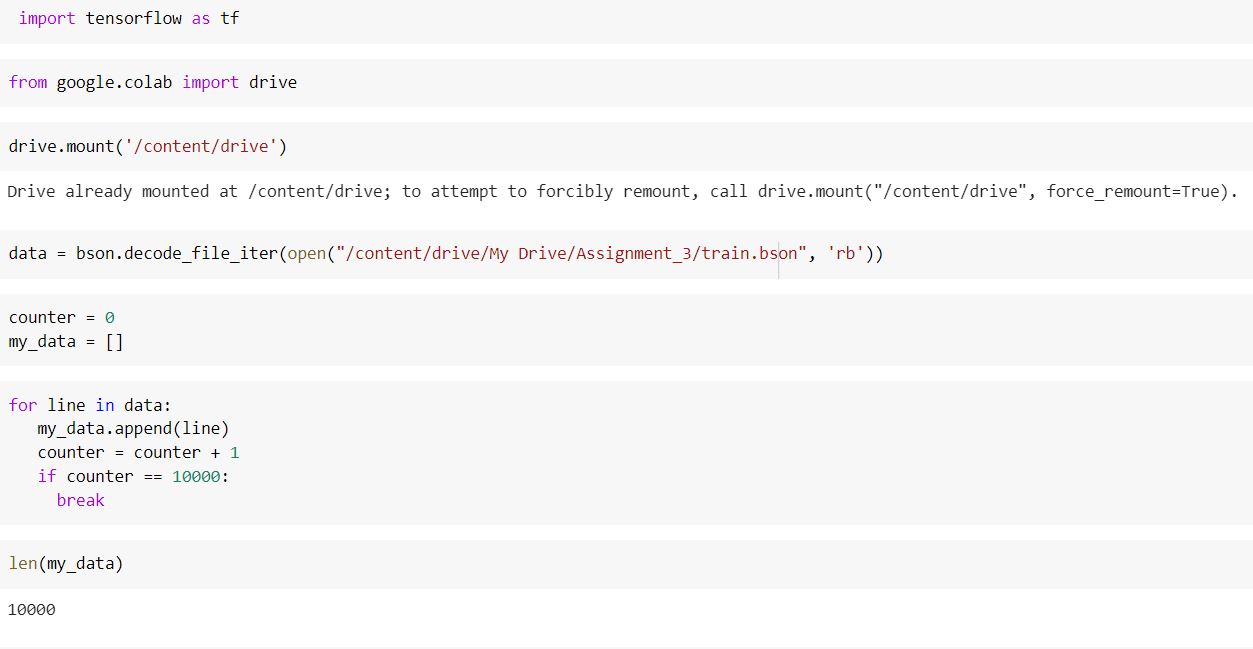 import tensorflow as tf
from google.colab import drive
drive.mount('/content/drive')
Drive already mounted at /content/drive; to attempt to forcibly remount, call drive.mount("/content/drive", force_remount=True).
data = bson.decode_file_iter(open("/content/drive/My Drive/Assignment_3/train.bson", 'rb'))
counter = 0
my_data = []
for line in data:
   my_data.append(line)
   counter = counter + 1
   if counter == 10000:
     break
len(my_data)
10000